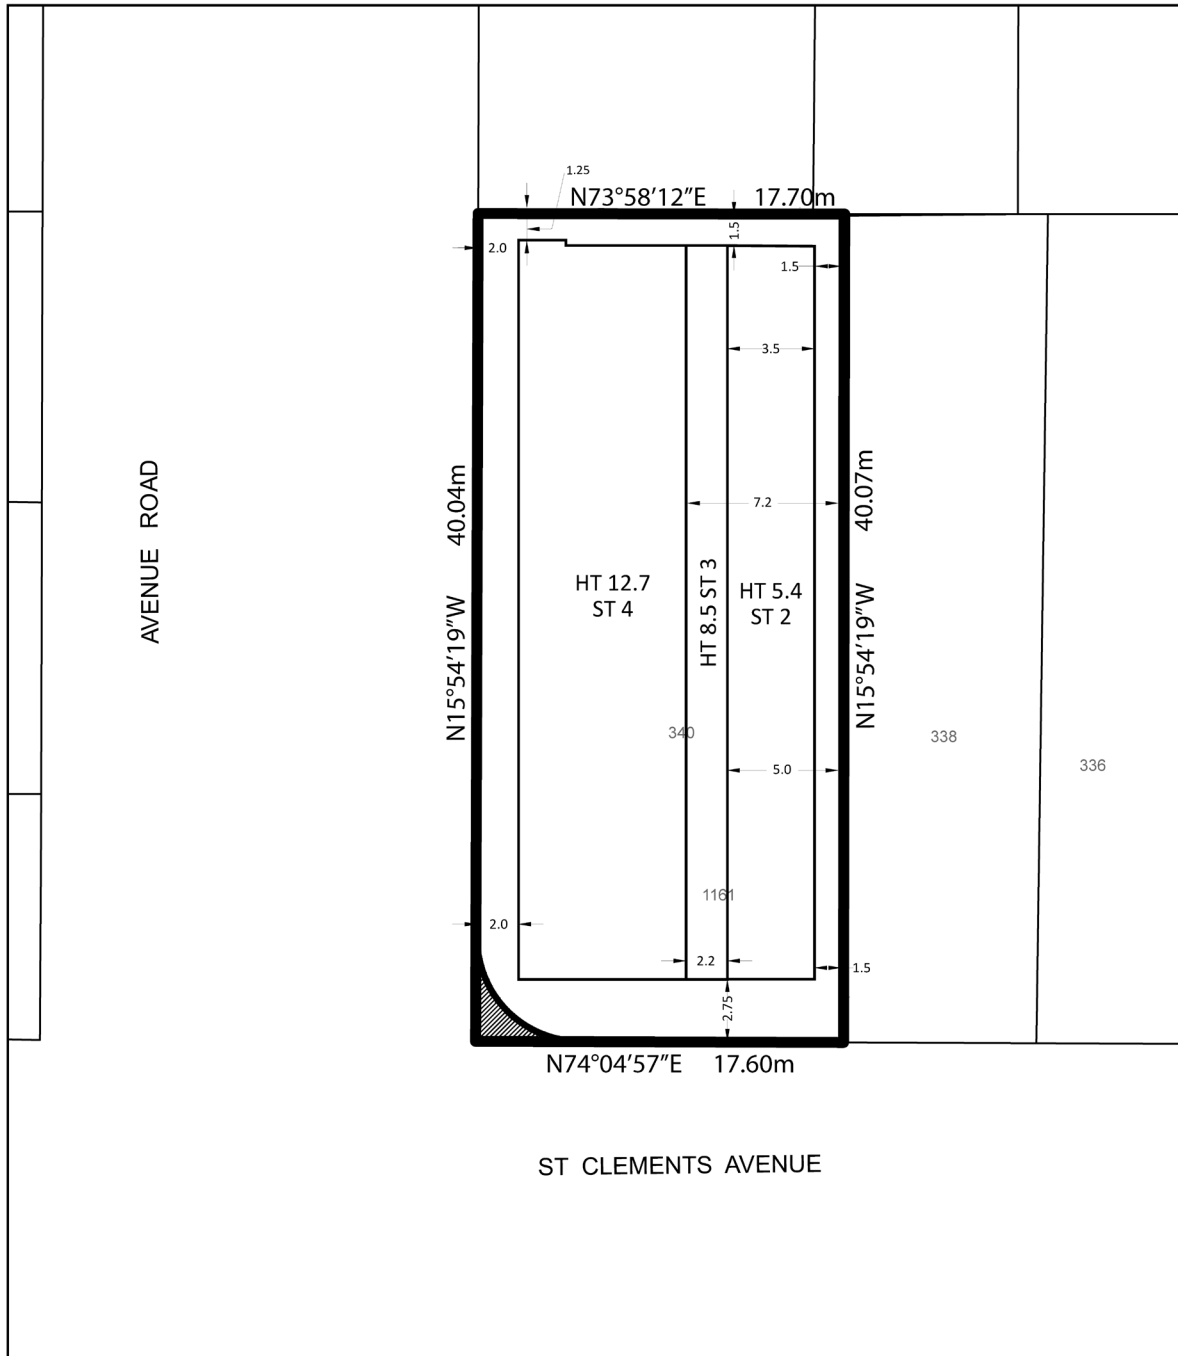 1.25
N73°58′12″E 17.70m
2.0
1.5
1.5
3.5
AVENUE ROAD
40.04m
N15°54′19″W
7.2
40.07m
N15°54′19″W
HT 12.7
ST 4
HT 8.5 ST 3
HT 5.4
ST 2
340
338
336
5.0
1161
2.0
2.2
1.5
2.75
N74°04′57″E 17.60m
ST CLEMENTS AVENUE